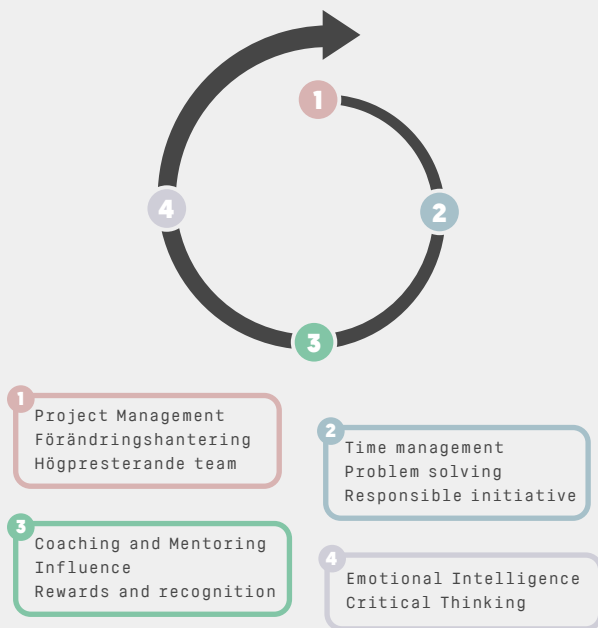 1
2
4
3
1
Project Management
Förändringshantering
Högpresterande team
2
Time management
Problem solving
Responsible initiative
3
Coaching and Mentoring
Influence
Rewards and recognition
4
Emotional Intelligence
Critical Thinking